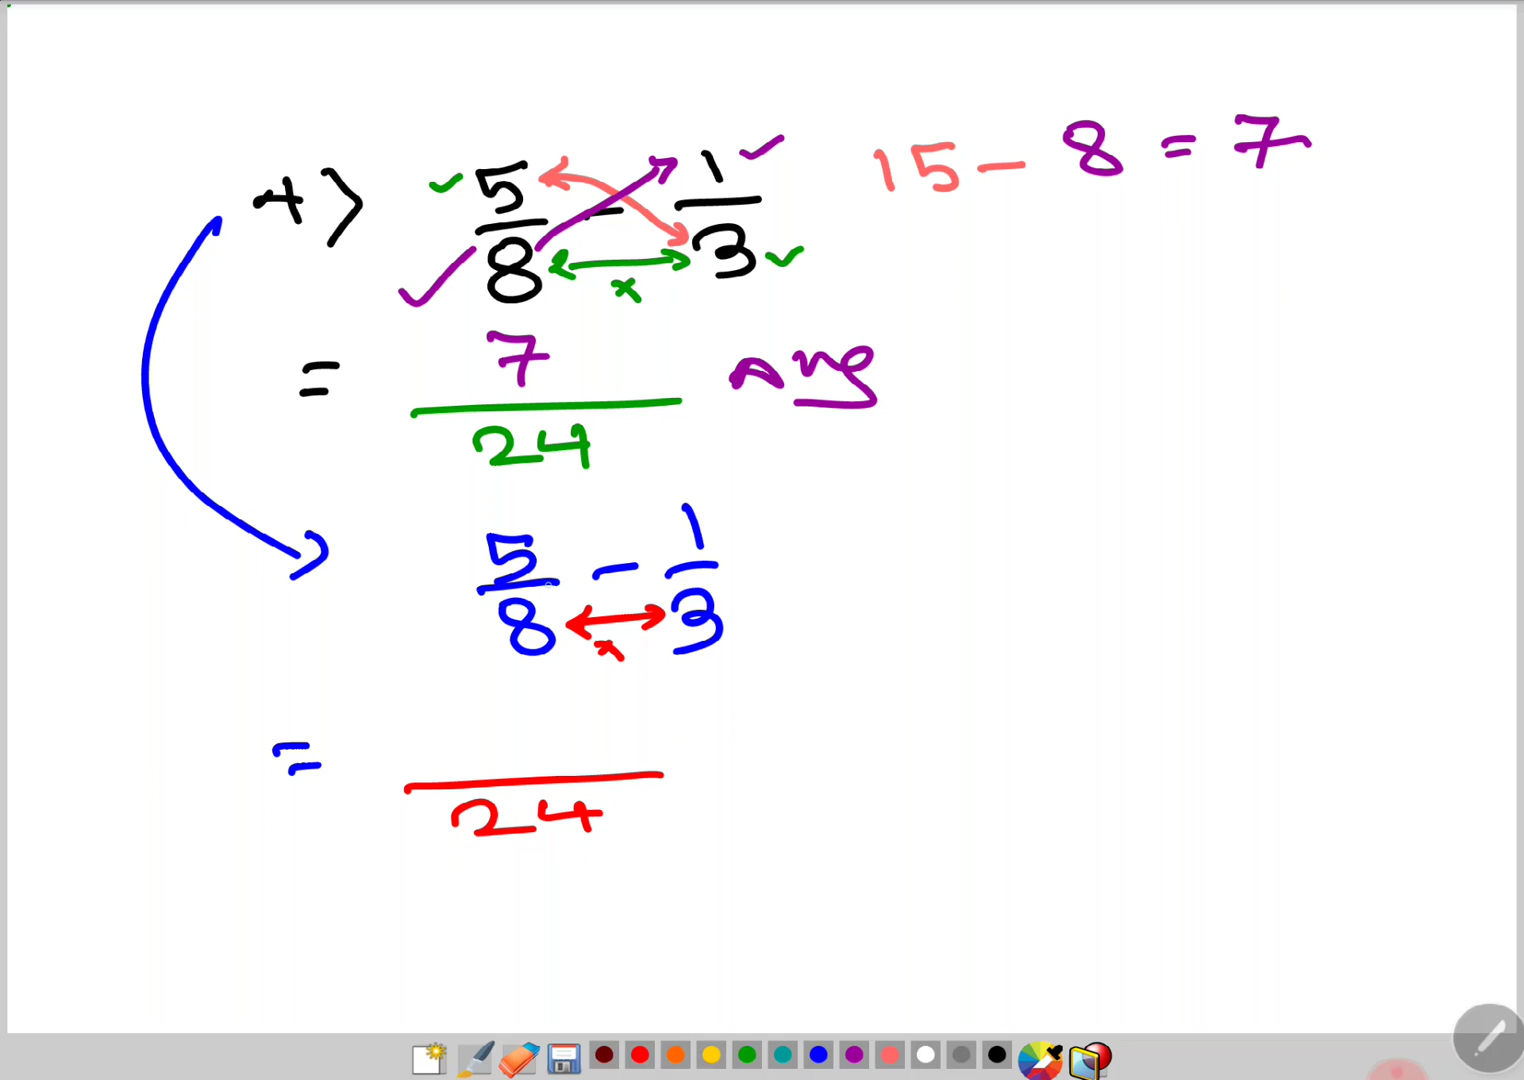 4) 5/8 - 1/3 15 - 8 = 7
x
= 7/24 Ans
5/8 - 1/3
x
= /24